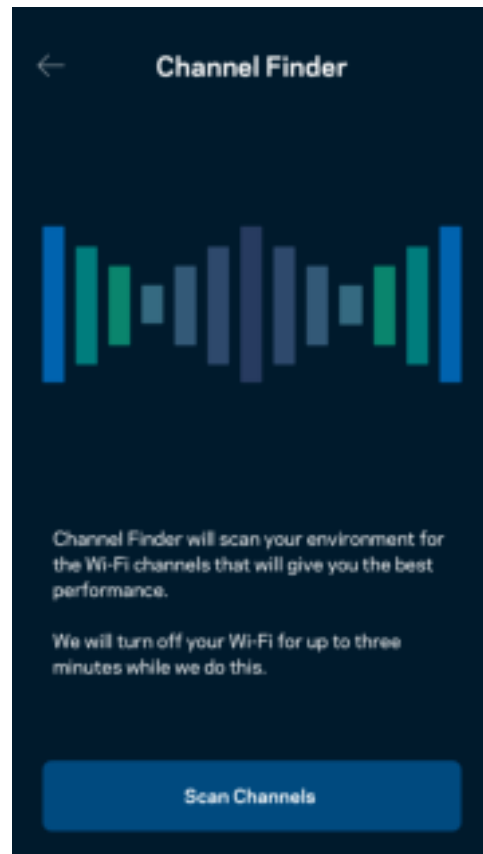 Channel Finder
Channel Finder will scan your environment for
the Wi-Fi channels that will give you the best
performance.
We will turn off your Wi-Fi for up to three
minutes while we do this.
Scan Channels